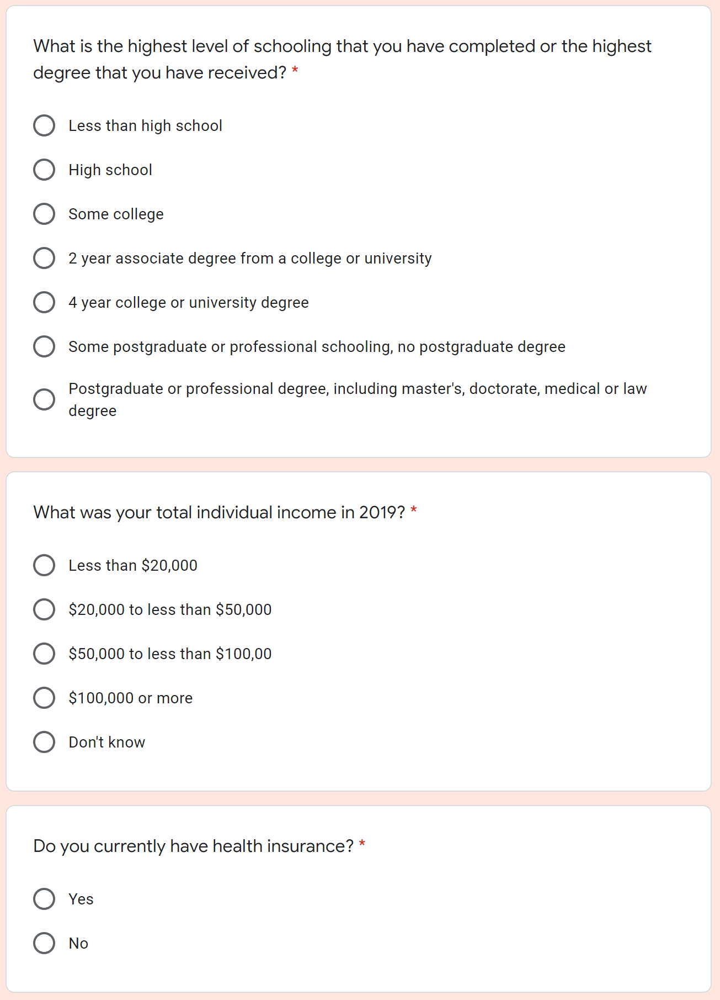 What is the highest level of schooling that you have completed or the highest
degree that you have received? *
Less than high school
High school
Some college
2 year associate degree from a college or university
4 year college or university degree
Some postgraduate or professional schooling, no postgraduate degree
Postgraduate or professional degree, including master's, doctorate, medical or law
degree
What was your total individual income in 2019? *
Less than $20,000
$20,000 to less than $50,000
$50,000 to less than $100,00
$100,000 or more
Don't know
Do you currently have health insurance? *
Yes
No